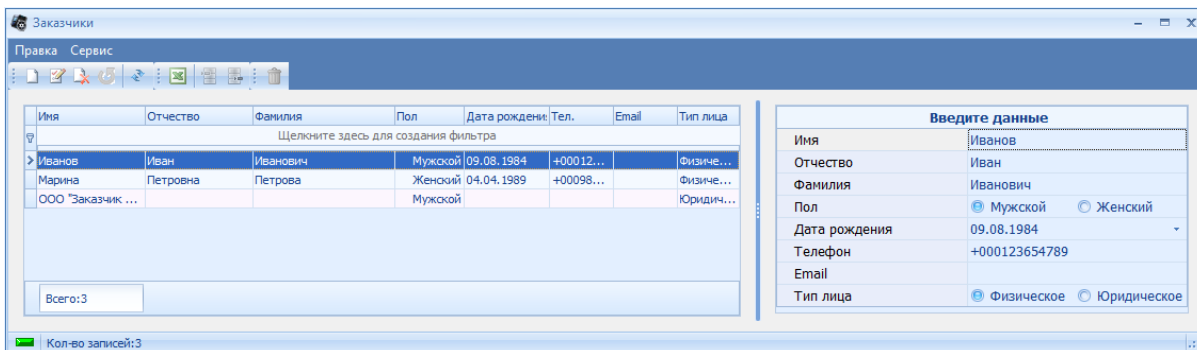 Заказчики
Правка Сервис
Имя Отчество Фамилия Пол Дата рождени: Тел. Email Тип лица
Щелкните здесь для создания фильтра
Иванов Иван Иванович Мужской 09.08.1984 +00012... Физиче...
Марина Петровна Петрова Женский 04.04.1989 +00098... Физиче...
ООО "Заказчик ... Мужской Юридич...
Всего:3
Введите данные
Имя Иванов
Отчество Иван
Фамилия Иванович
Пол Мужской Женский
Дата рождения 09.08.1984
Телефон +000123654789
Email
Тип лица Физическое Юридическое
Кол-во записей:3